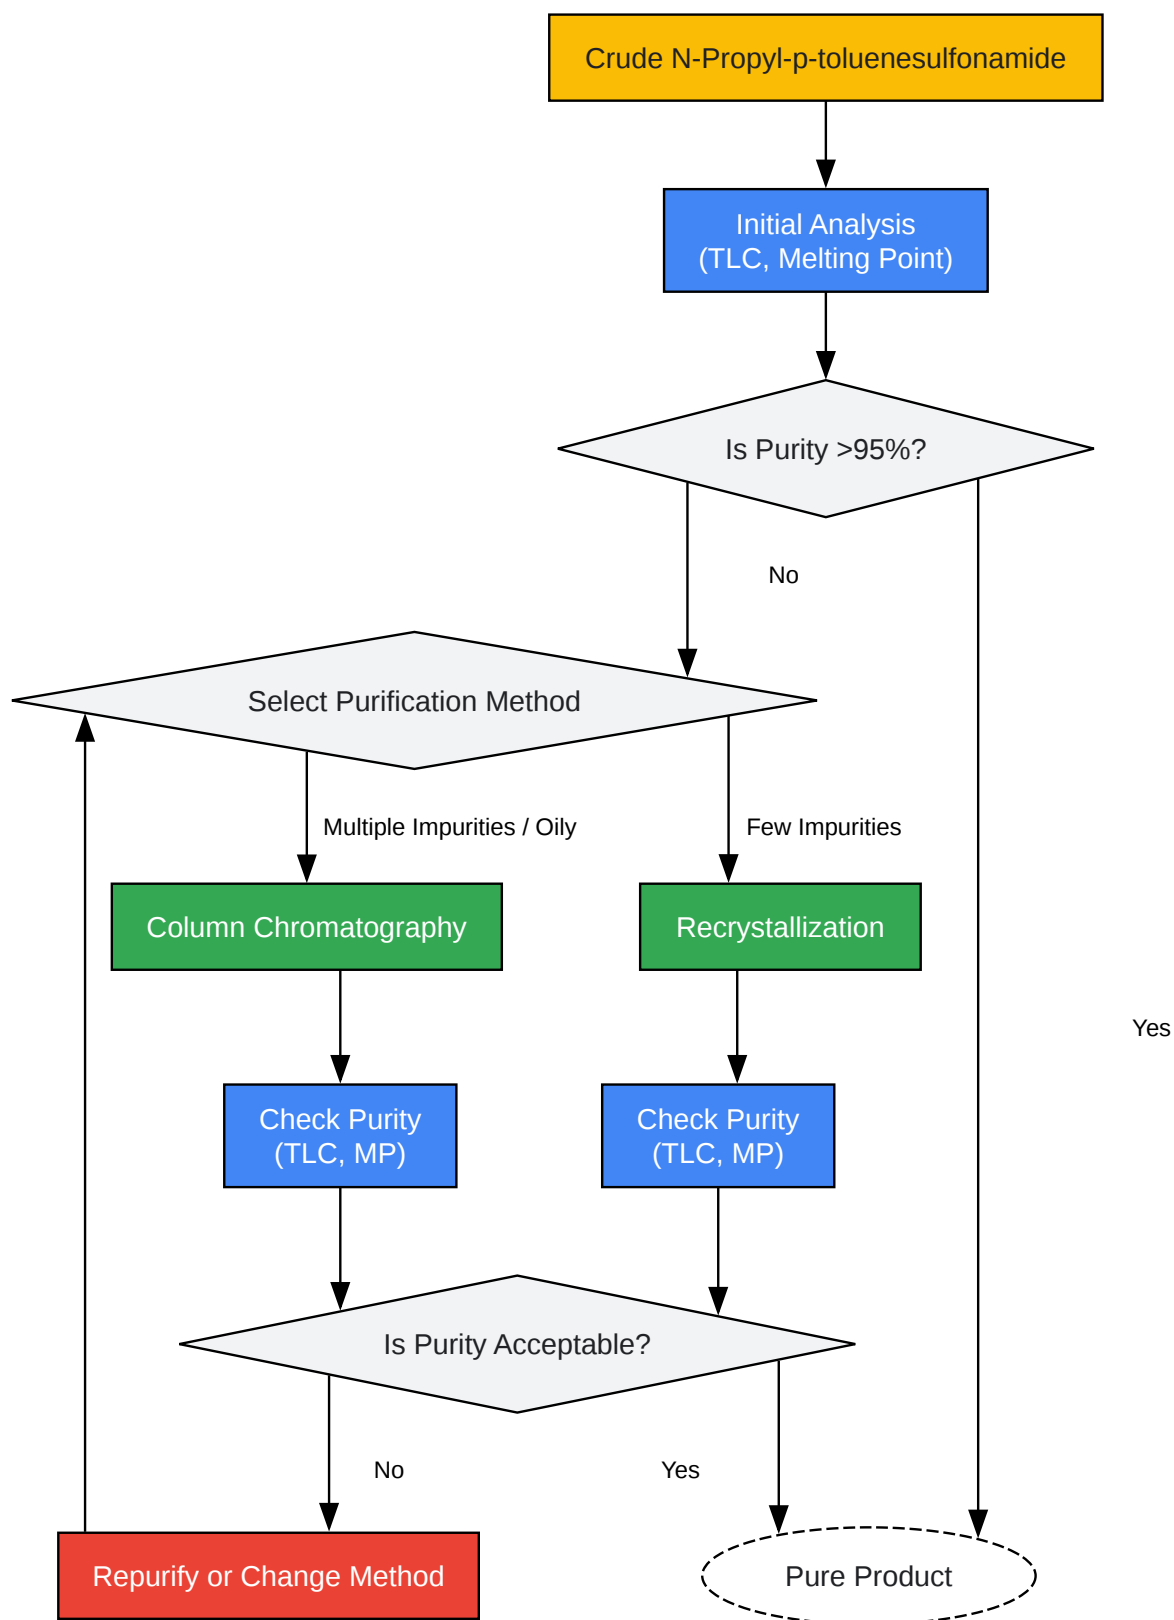 Crude N-Propyl-p-toluenesulfonamide
Initial Analysis
(TLC, Melting Point)
Is Purity >95%?
No
Select Purification Method
Multiple Impurities / Oily
Few Impurities
Column Chromatography
Recrystallization
Yes
Check Purity
(TLC, MP)
Check Purity
(TLC, MP)
Is Purity Acceptable?
No
Yes
Repurify or Change Method
Pure Product